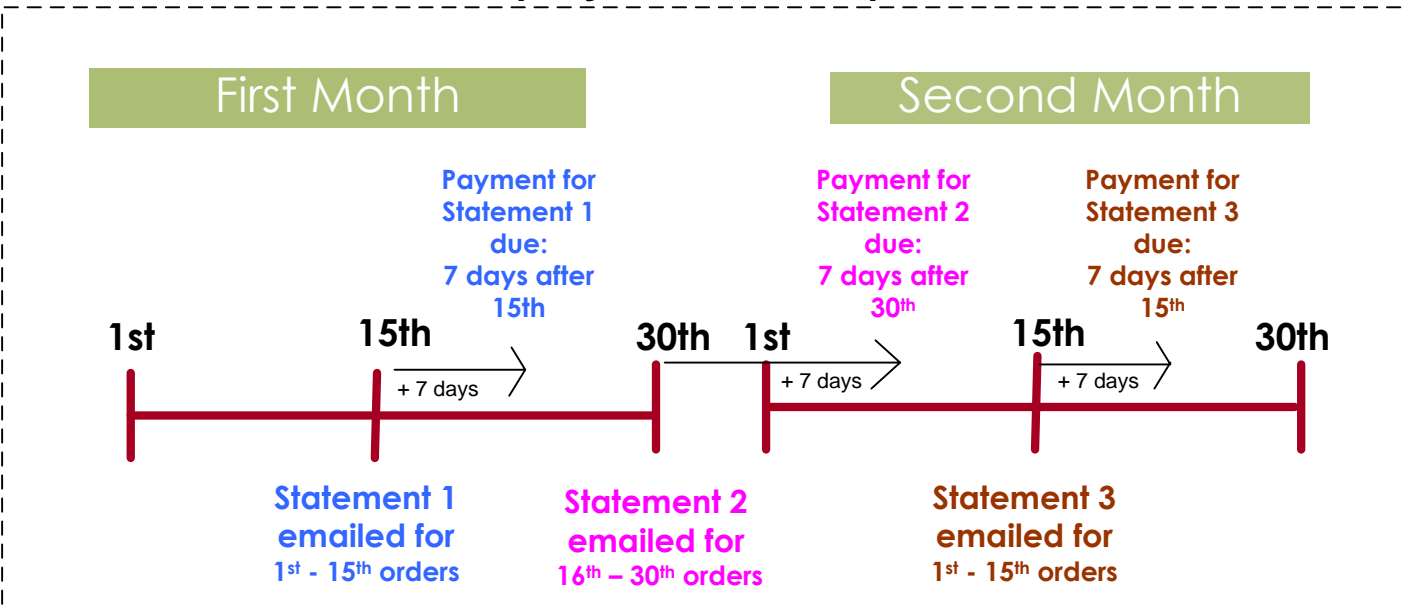 First Month
Second Month
Payment for
Statement 1
due:
7 days after
15th
Payment for
Statement 2
due:
7 days after
30th
Payment for
Statement 3
due:
7 days after
15th
1st
15th
30th
1st
15th
30th
+ 7 days
+ 7 days
+ 7 days
Statement 1
emailed for
1st - 15th orders
Statement 2
emailed for
16th – 30th orders
Statement 3
emailed for
1st - 15th orders